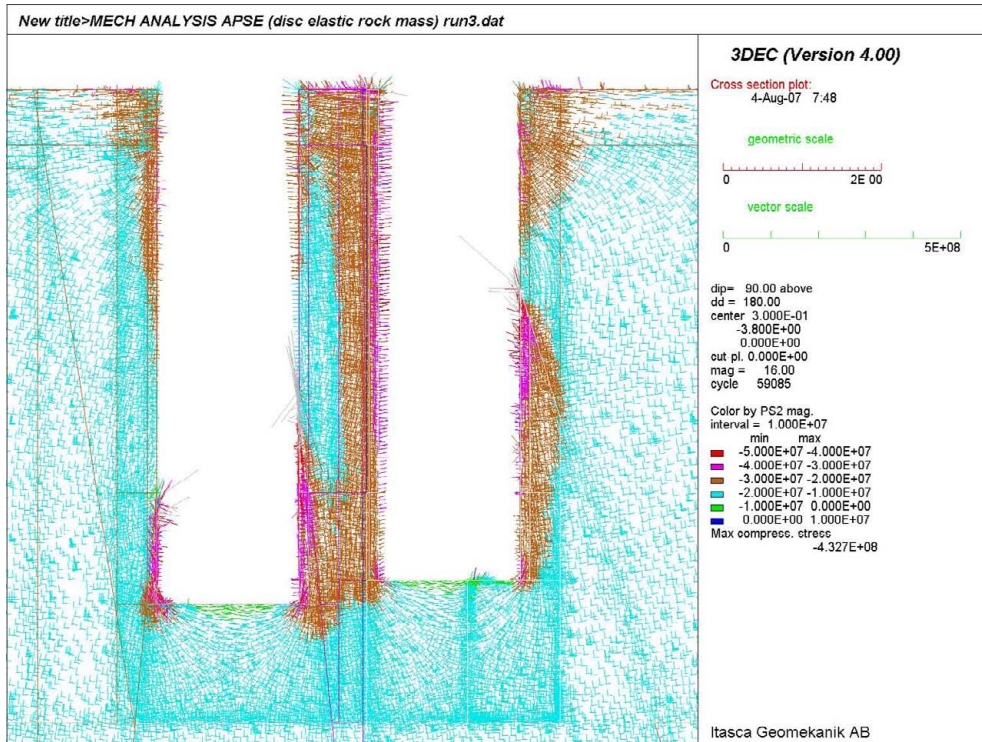 New title>MECH ANALYSIS APSE (disc elastic rock mass) run3.dat
3DEC (Version 4.00)
Cross section plot:
4-Aug-07 7:48
geometric scale
0 2E 00
vector scale
0 5E+08
dip= 90.00 above
dd = 180.00
center 3.000E-01
-3.800E+00
0.000E+00
cut pl. 0.000E+00
mag = 16.00
cycle 59085
Color by PS2 mag.
interval = 1.000E+07
min max
-5.000E+07 -4.000E+07
-4.000E+07 -3.000E+07
-3.000E+07 -2.000E+07
-2.000E+07 -1.000E+07
-1.000E+07 0.000E+00
0.000E+00 1.000E+07
Max compress. stress
-4.327E+08
Itasca Geomekanik AB